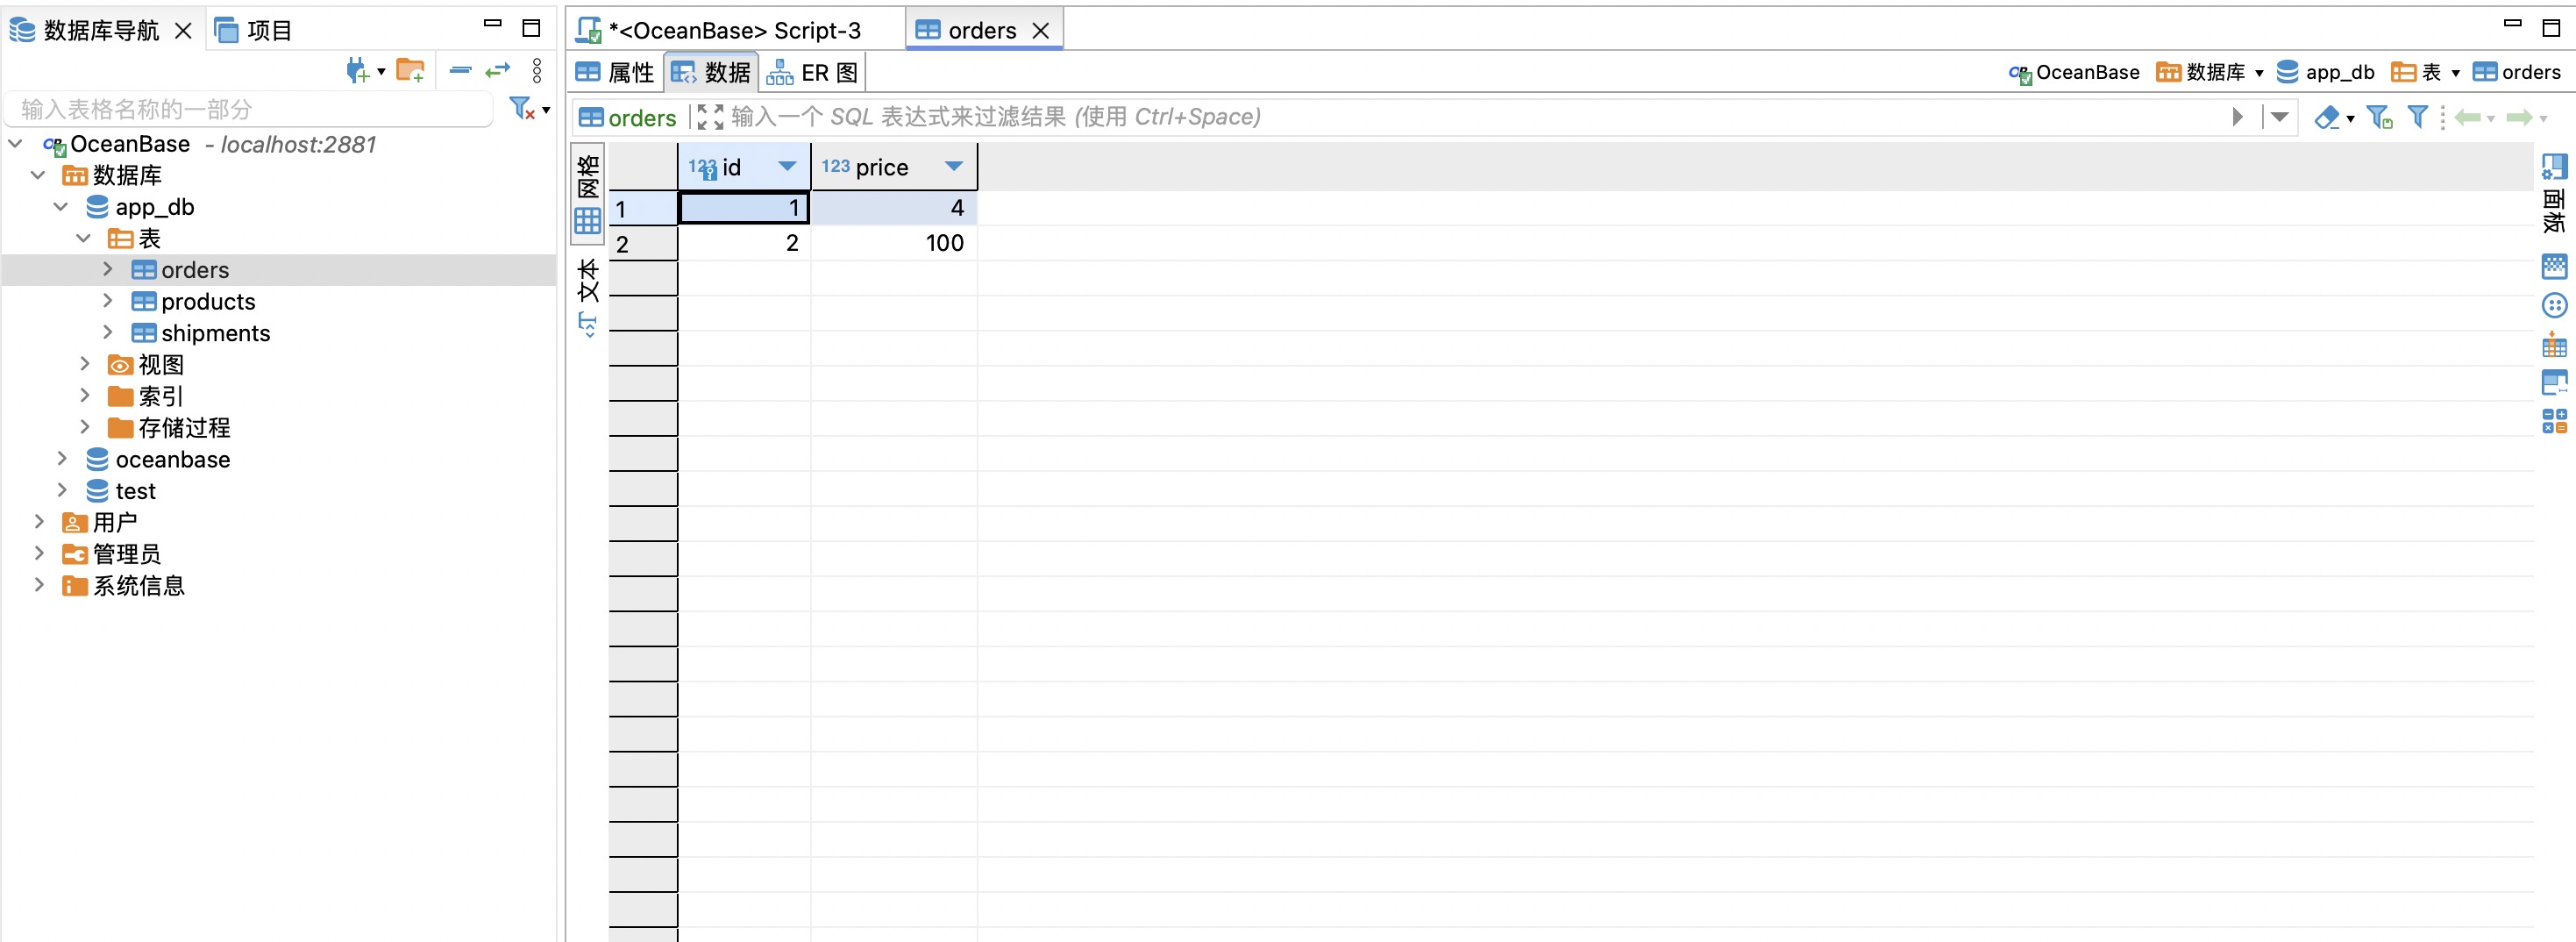 数据库导航 项目
输入表格名称的一部分
OceanBase - localhost:2881
数据库
app_db
表
orders
products
shipments
视图
索引
存储过程
oceanbase
test
用户
管理员
系统信息
*<OceanBase> Script-3 orders
属性 数据 ER 图 OceanBase 数据库 app_db 表 orders
orders 输入一个 SQL 表达式来过滤结果 (使用 Ctrl+Space)
网格
文本
123 id 123 price
1 1 4
2 2 100
面板